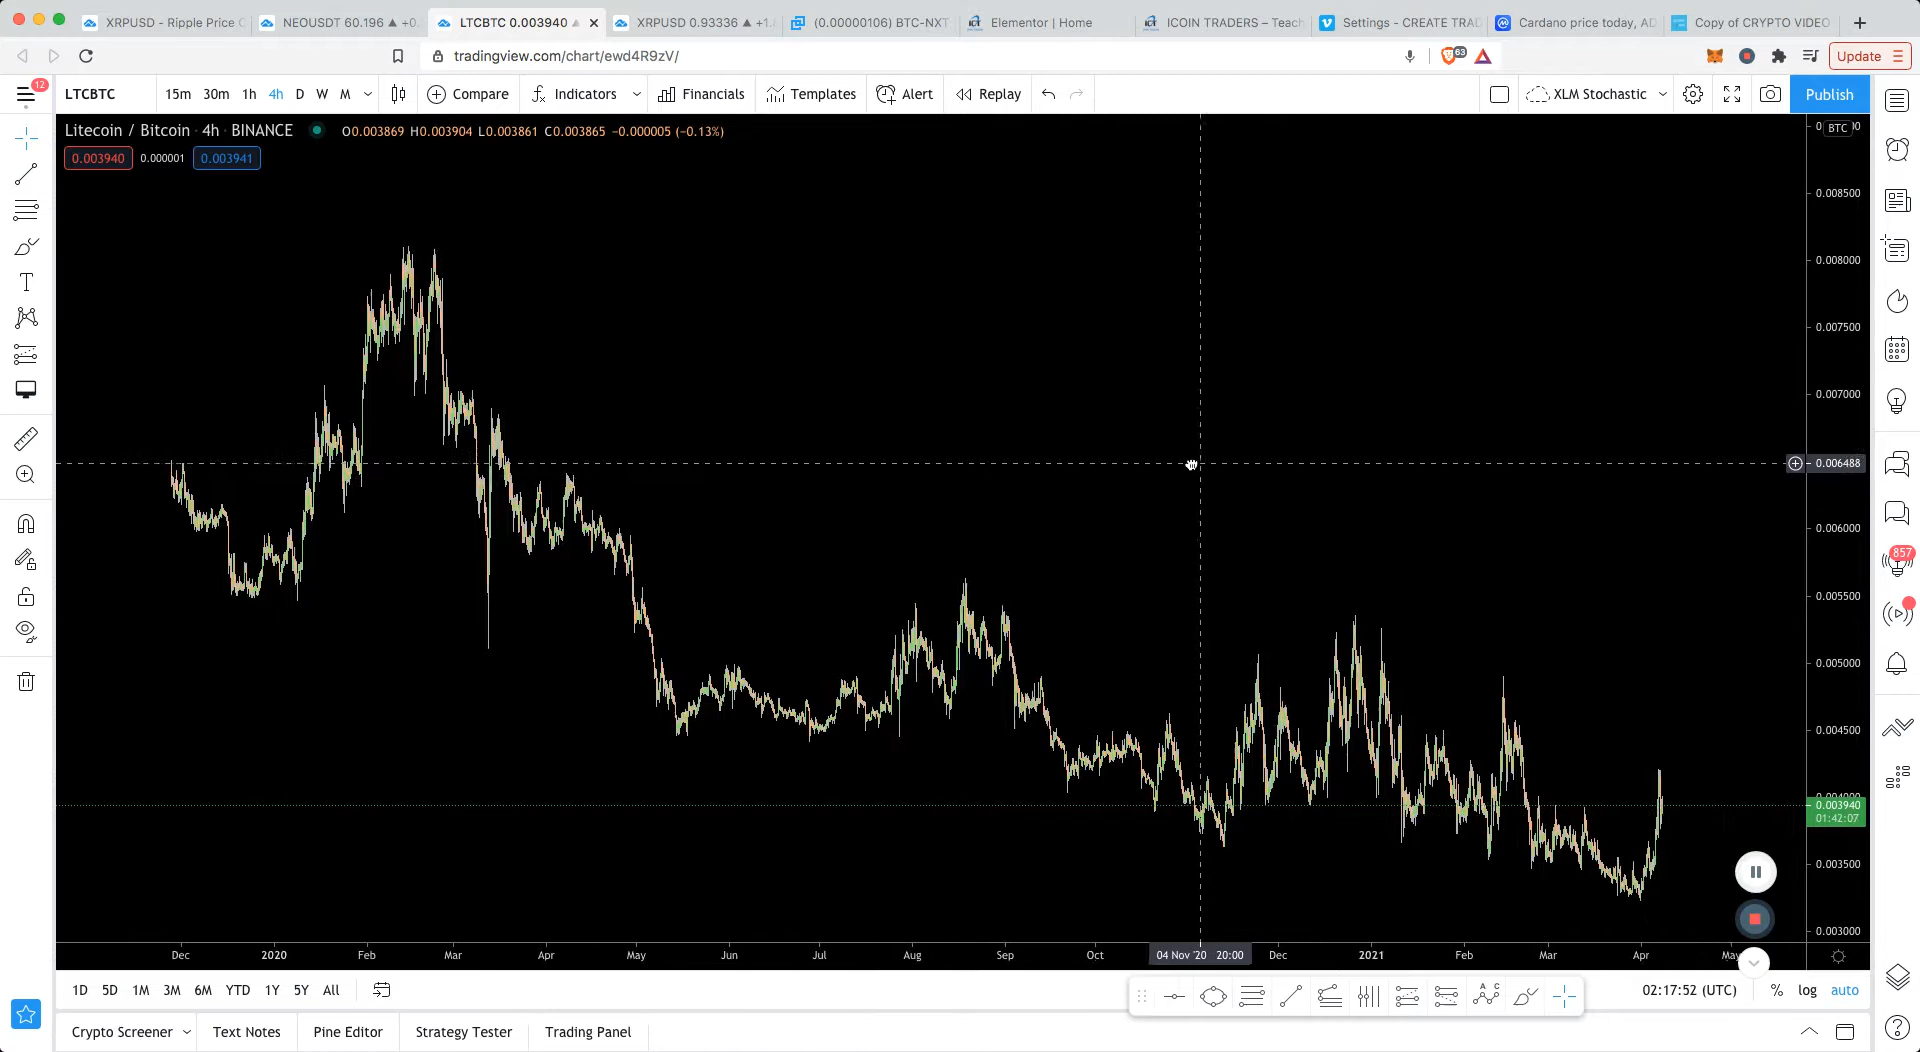 XRPUSD - Ripple Price C
NEOUSDT 60.196 ▲ +0.
LTCBTC 0.003940 ▲
XRPUSD 0.93336 ▲ +1.
(0.00000106) BTC-NXT
Elementor | Home
ICOIN TRADERS – Teach
Settings - CREATE TRAD
Cardano price today, AD
Copy of CRYPTO VIDEO
tradingview.com/chart/ewd4R9zV/
63
Update
12
LTCBTC
15m 30m 1h 4h D W M
Compare
Indicators
Financials
Templates
Alert
Replay
XLM Stochastic
Publish
Litecoin / Bitcoin · 4h · BINANCE
O0.003869 H0.003904 L0.003861 C0.003865 −0.000005 (−0.13%)
0.003940 0.000001 0.003941
BTC
0.008500
0.008000
0.007500
0.007000
0.006488
0.006000
0.005500
0.005000
0.004500
0.003940
01:42:07
0.003500
0.003000
857
Dec 2020 Feb Mar Apr May Jun Jul Aug Sep Oct 04 Nov '20 20:00 Dec 2021 Feb Mar Apr
1D 5D 1M 3M 6M YTD 1Y 5Y All
02:17:52 (UTC) % log auto
Crypto Screener
Text Notes
Pine Editor
Strategy Tester
Trading Panel